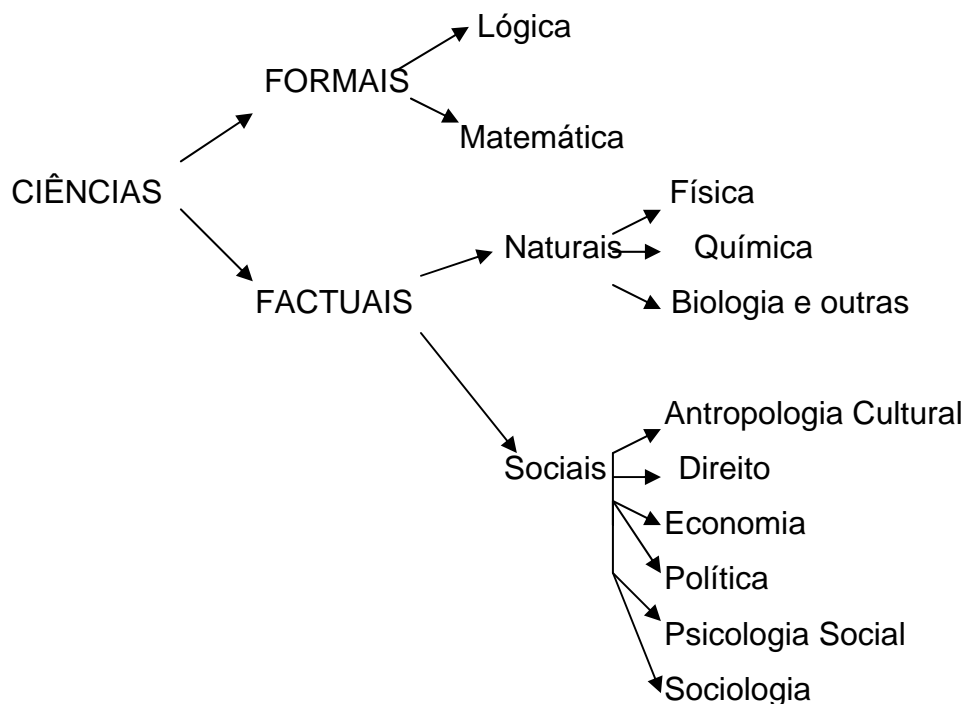 Lógica
FORMAIS
Matemática
CIÊNCIAS
Física
Naturais
Química
FACTUAIS
Biologia e outras
Antropologia Cultural
Sociais
Direito
Economia
Política
Psicologia Social
Sociologia